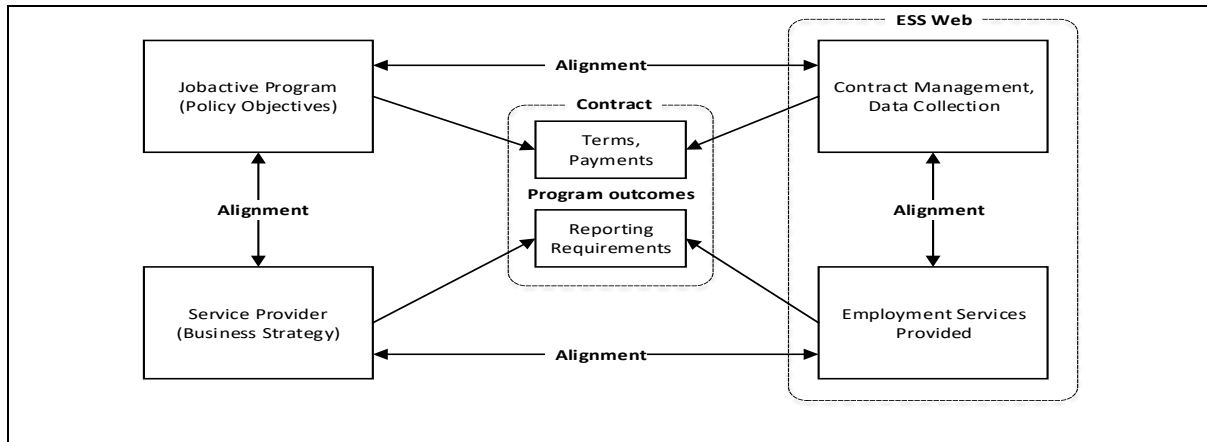 ESS Web
Jobactive Program
(Policy Objectives)
Alignment
Contract Management,
Data Collection
Contract
Terms,
Payments
Program outcomes
Reporting
Requirements
Alignment
Alignment
Service Provider
(Business Strategy)
Alignment
Employment Services
Provided